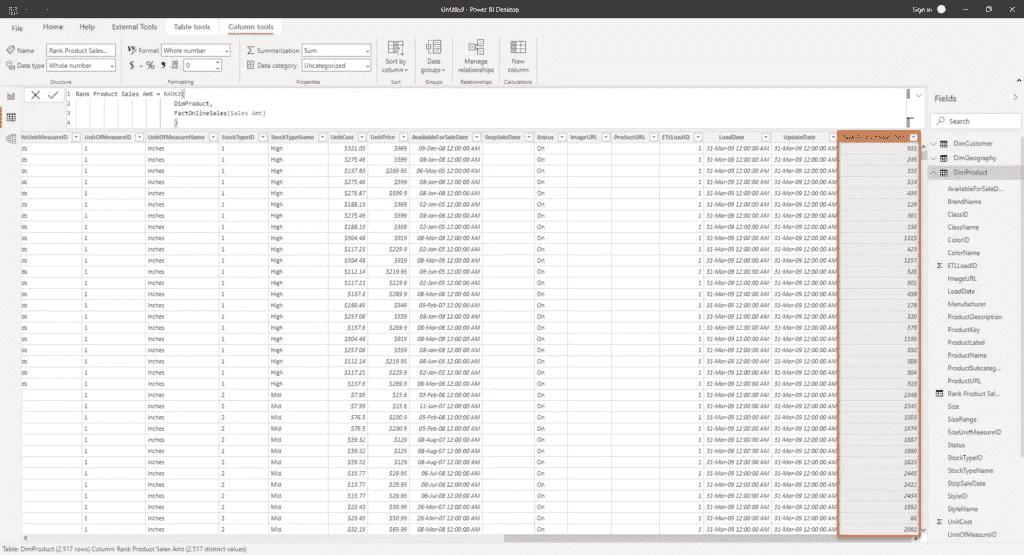 Untitled - Power BI Desktop
Sign in
File Home Help External Tools Table tools Column tools
Name Rank Product Sales... Format Whole number Summarization Sum
Data type Whole number $ % 0 Data category Uncategorized
Sort by column Data groups Manage relationships New column
Structure Formatting Properties Sort Groups Relationships Calculations
1 Rank Product Sales Amt = RANKX(
2 DimProduct,
3 FactOnlineSales[Sales Amt]
4 )
Fields
Search
UnitMeasureID UnitOfMeasureID UnitOfMeasureName StockTypeID StockTypeName UnitCost UnitPrice AvailableForSaleDate StopSaleDate Status ImageURL ProductURL ETLLoadID LoadDate UpdateDate
ds 1 inches 1 High $321.05 $969 09-Dec-08 12:00:00 AM On 1 31-Mar-09 12:00:00 AM 31-Mar-09 12:00:00 AM 931
ds 1 inches 1 High $275.46 $599 08-Jan-08 12:00:00 AM On 1 31-Mar-09 12:00:00 AM 31-Mar-09 12:00:00 AM
ds 1 inches 1 High $137.63 $269.95 06-May-05 12:00:00 AM On 1 31-Mar-09 12:00:00 AM 31-Mar-09 12:00:00 AM 316
ds 1 inches 1 High $275.46 $599 08-Jan-08 12:00:00 AM On 1 31-Mar-09 12:00:00 AM 31-Mar-09 12:00:00 AM 314
ds 1 inches 1 High $275.87 $599.9 08-Jan-08 12:00:00 AM On 1 31-Mar-09 12:00:00 AM 31-Mar-09 12:00:00 AM 436
ds 1 inches 1 High $188.13 $369 02-Jan-05 12:00:00 AM On 1 31-Mar-09 12:00:00 AM 31-Mar-09 12:00:00 AM 126
ds 1 inches 1 High $275.46 $599 08-Jan-08 12:00:00 AM On 1 31-Mar-09 12:00:00 AM 31-Mar-09 12:00:00 AM 361
ds 1 inches 1 High $188.13 $369 02-Jan-05 12:00:00 AM On 1 31-Mar-09 12:00:00 AM 31-Mar-09 12:00:00 AM 136
ds 1 inches 1 High $304.48 $919 08-Mar-09 12:00:00 AM On 1 31-Mar-09 12:00:00 AM 31-Mar-09 12:00:00 AM 1315
ds 1 inches 1 High $117.21 $229.9 02-Jan-05 12:00:00 AM On 1 31-Mar-09 12:00:00 AM 31-Mar-09 12:00:00 AM 423
ds 1 inches 1 High $304.48 $919 08-Mar-09 12:00:00 AM On 1 31-Mar-09 12:00:00 AM 31-Mar-09 12:00:00 AM 1257
ds 1 inches 1 High $112.14 $219.95 06-Jun-05 12:00:00 AM On 1 31-Mar-09 12:00:00 AM 31-Mar-09 12:00:00 AM 526
ds 1 inches 1 High $117.21 $229.9 02-Jan-05 12:00:00 AM On 1 31-Mar-09 12:00:00 AM 31-Mar-09 12:00:00 AM 301
ds 1 inches 1 High $137.6 $269.9 08-Mar-06 12:00:00 AM On 1 31-Mar-09 12:00:00 AM 31-Mar-09 12:00:00 AM 459
ds 1 inches 1 High $160.49 $349 09-Feb-07 12:00:00 AM On 1 31-Mar-09 12:00:00 AM 31-Mar-09 12:00:00 AM 178
ds 1 inches 1 High $257.06 $559 08-Jan-08 12:00:00 AM On 1 31-Mar-09 12:00:00 AM 31-Mar-09 12:00:00 AM 320
ds 1 inches 1 High $137.6 $269.9 08-Mar-06 12:00:00 AM On 1 31-Mar-09 12:00:00 AM 31-Mar-09 12:00:00 AM 379
ds 1 inches 1 High $304.48 $919 08-Mar-09 12:00:00 AM On 1 31-Mar-09 12:00:00 AM 31-Mar-09 12:00:00 AM
ds 1 inches 1 High $257.06 $559 08-Jan-08 12:00:00 AM On 1 31-Mar-09 12:00:00 AM 31-Mar-09 12:00:00 AM 350
ds 1 inches 1 High $112.14 $219.95 06-Jun-05 12:00:00 AM On 1 31-Mar-09 12:00:00 AM 31-Mar-09 12:00:00 AM
ds 1 inches 1 High $117.21 $229.9 02-Jan-05 12:00:00 AM On 1 31-Mar-09 12:00:00 AM 31-Mar-09 12:00:00 AM 504
ds 1 inches 1 High $137.6 $269.9 08-Mar-06 12:00:00 AM On 1 31-Mar-09 12:00:00 AM 31-Mar-09 12:00:00 AM 319
1 inches 2 Mid $7.95 $15.6 03-Feb-06 12:00:00 AM On 1 31-Mar-09 12:00:00 AM 31-Mar-09 12:00:00 AM 2348
1 inches 2 Mid $7.95 $15.6 11-Jun-07 12:00:00 AM On 1 31-Mar-09 12:00:00 AM 31-Mar-09 12:00:00 AM 2345
1 inches 2 Mid $76.5 $230.9 05-Feb-08 12:00:00 AM On 1 31-Mar-09 12:00:00 AM 31-Mar-09 12:00:00 AM 1503
1 inches 2 Mid $76.5 $230.9 05-Feb-08 12:00:00 AM On 1 31-Mar-09 12:00:00 AM 31-Mar-09 12:00:00 AM 1474
1 inches 2 Mid $59.32 $129 08-Aug-07 12:00:00 AM On 1 31-Mar-09 12:00:00 AM 31-Mar-09 12:00:00 AM 1687
1 inches 2 Mid $59.32 $129 08-Aug-07 12:00:00 AM On 1 31-Mar-09 12:00:00 AM 31-Mar-09 12:00:00 AM
1 inches 2 Mid $59.32 $129 08-Aug-07 12:00:00 AM On 1 31-Mar-09 12:00:00 AM 31-Mar-09 12:00:00 AM
1 inches 2 Mid $13.77 $29.95 06-Jul-08 12:00:00 AM On 1 31-Mar-09 12:00:00 AM 31-Mar-09 12:00:00 AM 2445
1 inches 2 Mid $13.77 $29.95 06-Jul-08 12:00:00 AM On 1 31-Mar-09 12:00:00 AM 31-Mar-09 12:00:00 AM 2422
1 inches 2 Mid $13.77 $29.95 06-Jul-08 12:00:00 AM On 1 31-Mar-09 12:00:00 AM 31-Mar-09 12:00:00 AM 2434
1 inches 2 Mid $23.45 $50.99 26-Mar-07 12:00:00 AM On 1 31-Mar-09 12:00:00 AM 31-Mar-09 12:00:00 AM 1952
1 inches 2 Mid $23.45 $50.99 26-Mar-07 12:00:00 AM On 1 31-Mar-09 12:00:00 AM 31-Mar-09 12:00:00 AM 66
1 inches 2 Mid $32.19 $69.99 08-Mar-08 12:00:00 AM On 1 31-Mar-09 12:00:00 AM 31-Mar-09 12:00:00 AM 2092
DimCustomer
DimGeography
DimProduct
AvailableForSaleD...
BrandName
ClassID
ClassName
ColorID
ColorName
ETLLoadID
ImageURL
LoadDate
Manufacturer
ProductDescription
ProductKey
ProductLabel
ProductName
ProductSubcateg...
ProductURL
Rank Product Sal...
Size
SizeRange
SizeUnitMeasureID
Status
StockTypeID
StockTypeName
StopSaleDate
StyleID
StyleName
UnitCost
UnitOfMeasureID
Table: DimProduct (2,517 rows) Column: Rank Product Sales Amt (2,517 distinct values)